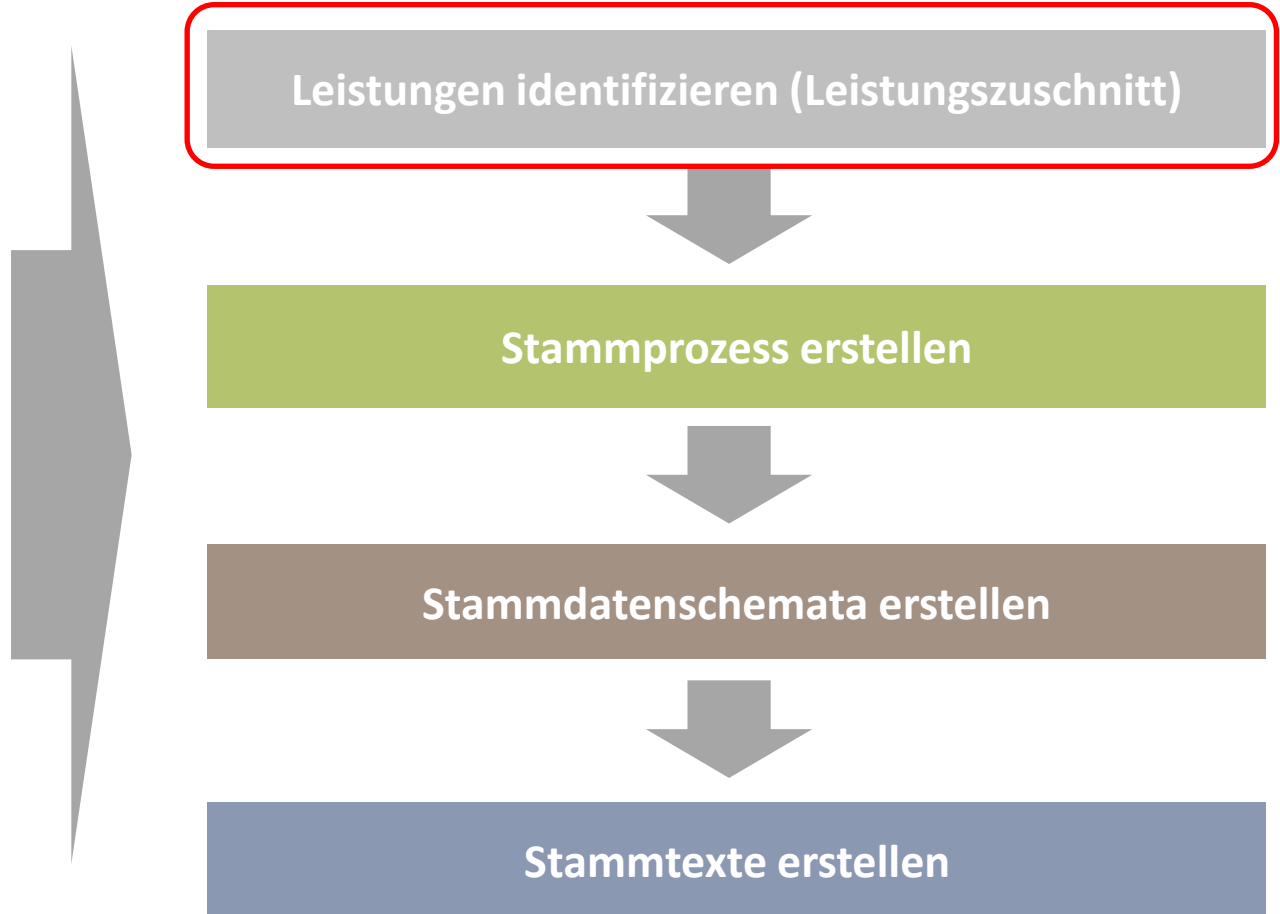 Leistungen identifizieren (Leistungszuschnitt)
Stammprozess erstellen
Stammdatenschemata erstellen
Stammtexte erstellen